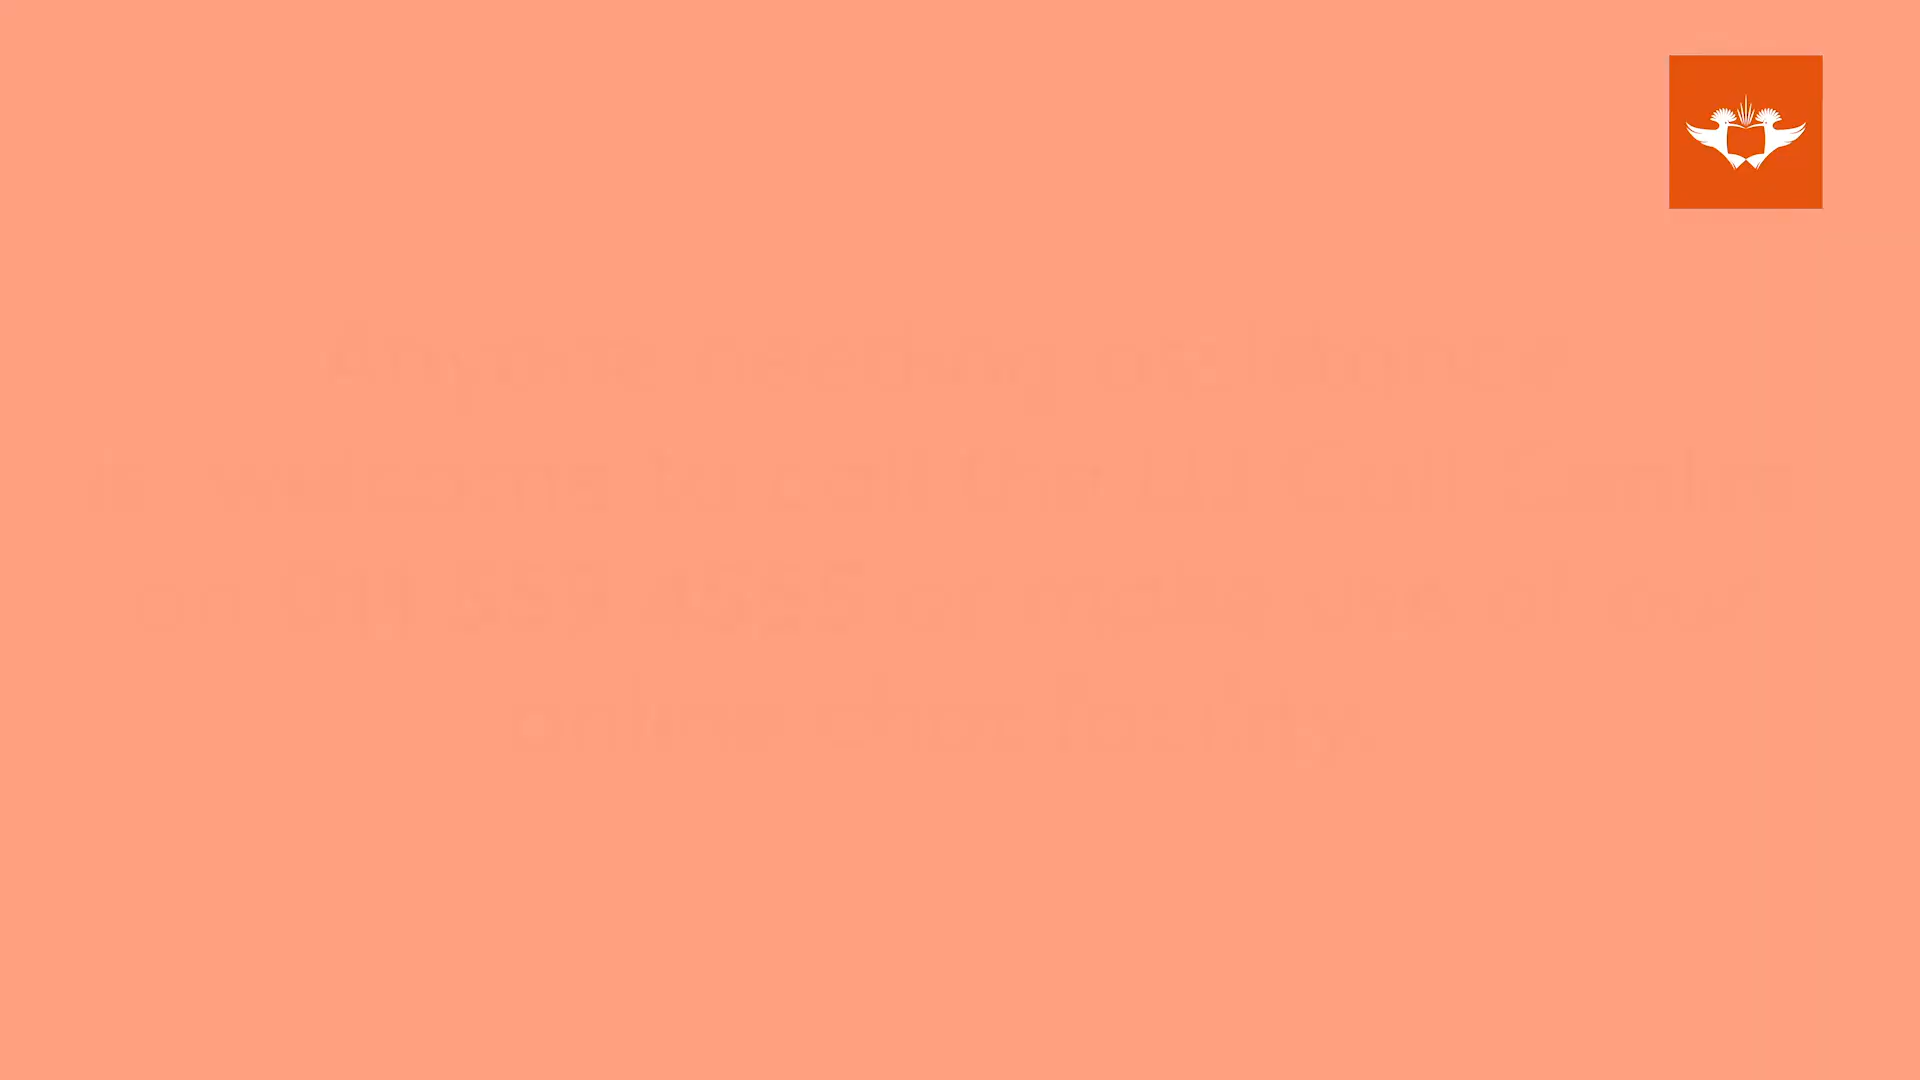 Anyone needing assistance
is welcome to call the UJ Call Centre
on 011 559 4555 or make use of our
online chat facility.